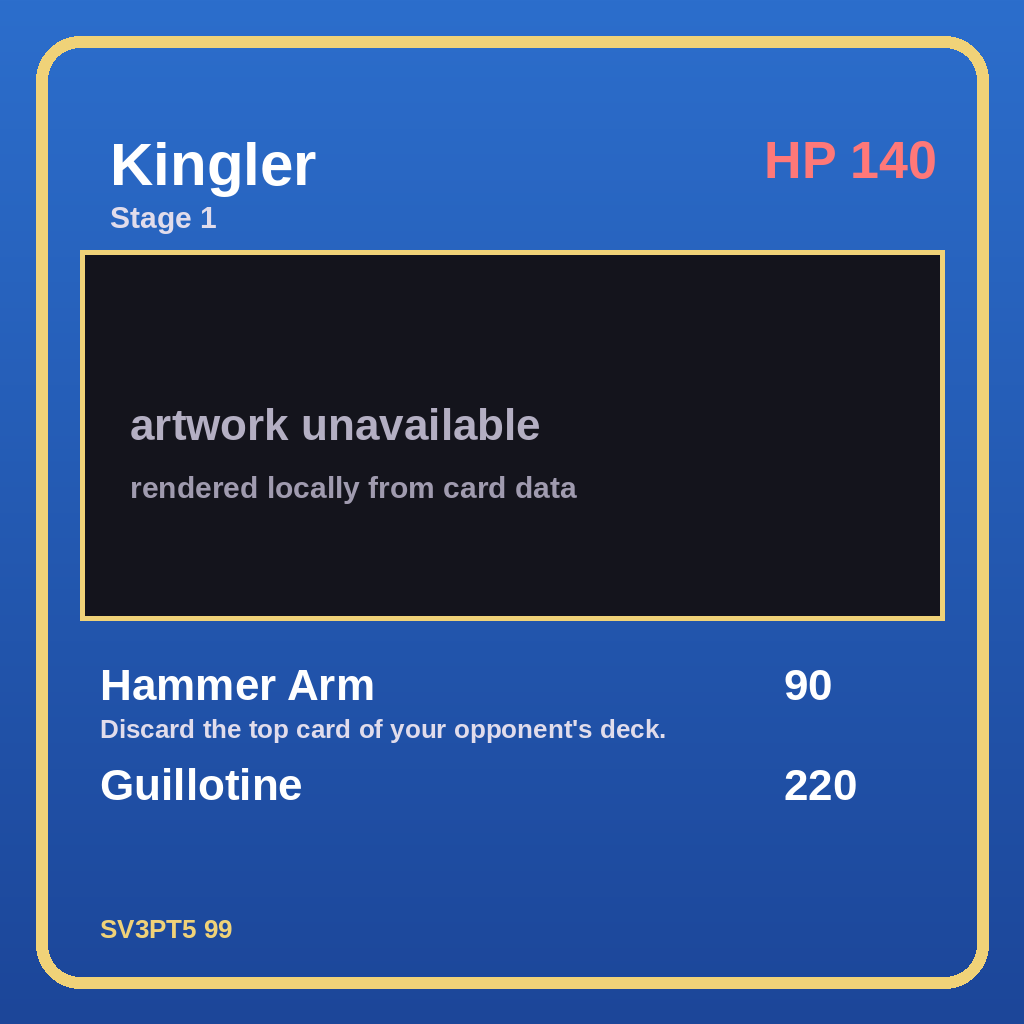 Kingler
HP 140
Stage 1
artwork unavailable
rendered locally from card data
Hammer Arm
90
Discard the top card of your opponent's deck.
Guillotine
220
SV3PT5 99